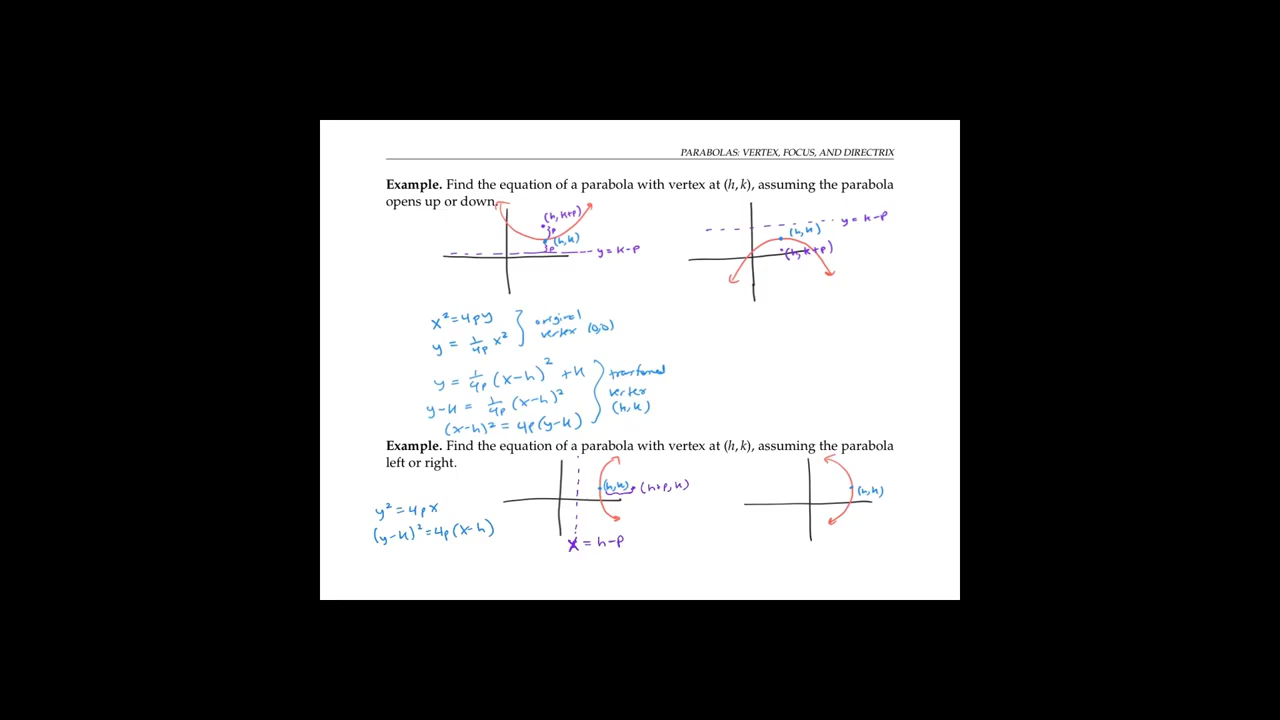 PARABOLAS: VERTEX, FOCUS, AND DIRECTRIX
Example. Find the equation of a parabola with vertex at (h, k), assuming the parabola
opens up or down.
(h, k+p)
p
(h, k)
p
y = k-p
y = k-p
(h, k)
(h, k+p)
x² = 4py
y = 1/4p x²
original
vertex (0,0)
y = 1/4p (x-h)² + k
y-k = 1/4p (x-h)²
(x-h)² = 4p(y-k)
vertex
(h, k)
Example. Find the equation of a parabola with vertex at (h, k), assuming the parabola
left or right.
y² = 4px
(y-k)² = 4p(x-h)
(h, k)
(h+p, k)
x = h-p
(h, k)